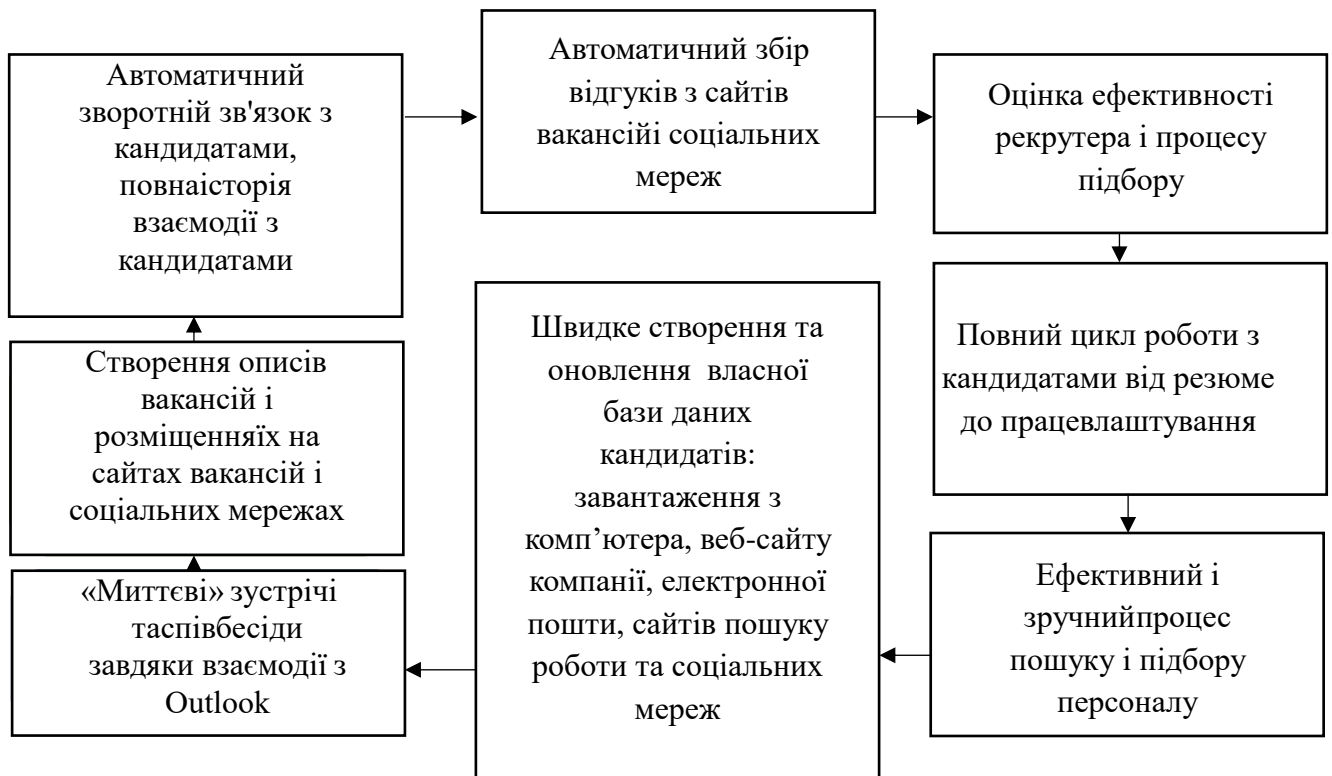 Автоматичний
зворотній зв'язок з
кандидатами,
повнаісторія
взаємодії з
кандидатами
Автоматичний збір
відгуків з сайтів
вакансійі соціальних
мереж
Оцінка ефективності
рекрутера і процесу
підбору
Повний цикл роботи з
кандидатами від резюме
до працевлаштування
Ефективний і
зручнийпроцес
пошуку і підбору
персоналу
Швидке створення та
оновлення власної
бази даних
кандидатів:
завантаження з
комп’ютера, веб-сайту
компанії, електронної
пошти, сайтів пошуку
роботи та соціальних
мереж
«Миттєві» зустрічі
таспівбесіди
завдяки взаємодії з
Outlook
Створення описів
вакансій і
розміщенняїх на
сайтах вакансій і
соціальних мережах